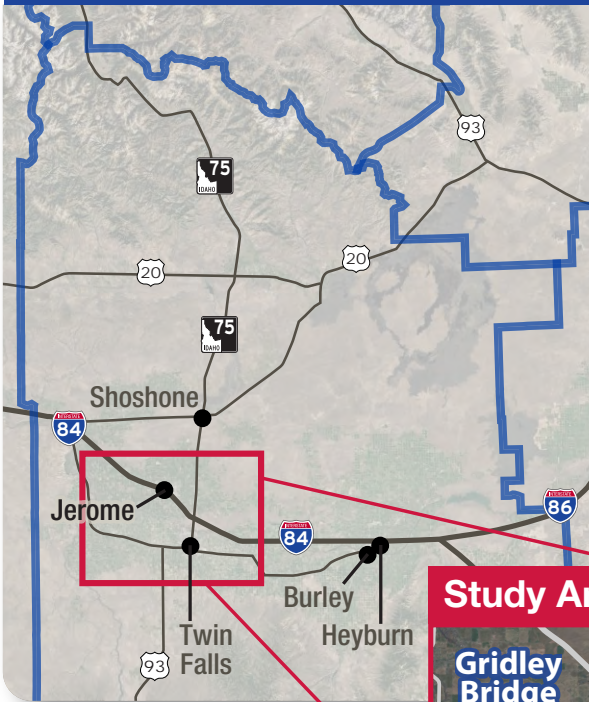 93
75
IDAHO
20
20
75
IDAHO
Shoshone
INTERSTATE
84
Jerome
INTERSTATE
86
INTERSTATE
84
Burley
Heyburn
Twin
Falls
93
Study Ar
Gridley
Bridge